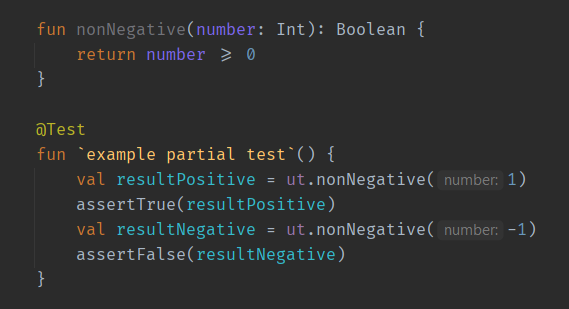 fun nonNegative(number: Int): Boolean {
    return number ⩾ 0
}
@Test
fun `example partial test`() {
    val resultPositive = ut.nonNegative( number: 1)
    assertTrue(resultPositive)
    val resultNegative = ut.nonNegative( number: -1)
    assertFalse(resultNegative)
}